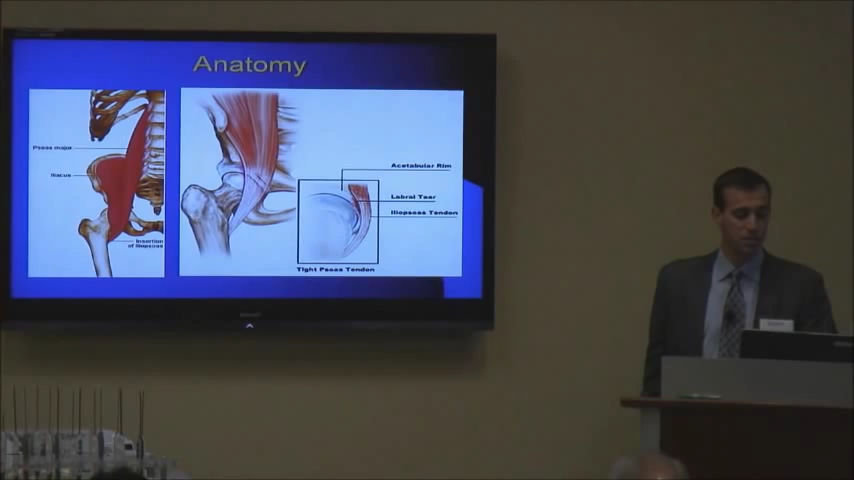 Anatomy
Psoas major
Iliacus
Insertion
of iliopsoas
Acetabular Rim
Labral Tear
Iliopsoas Tendon
Tight Psoas Tendon